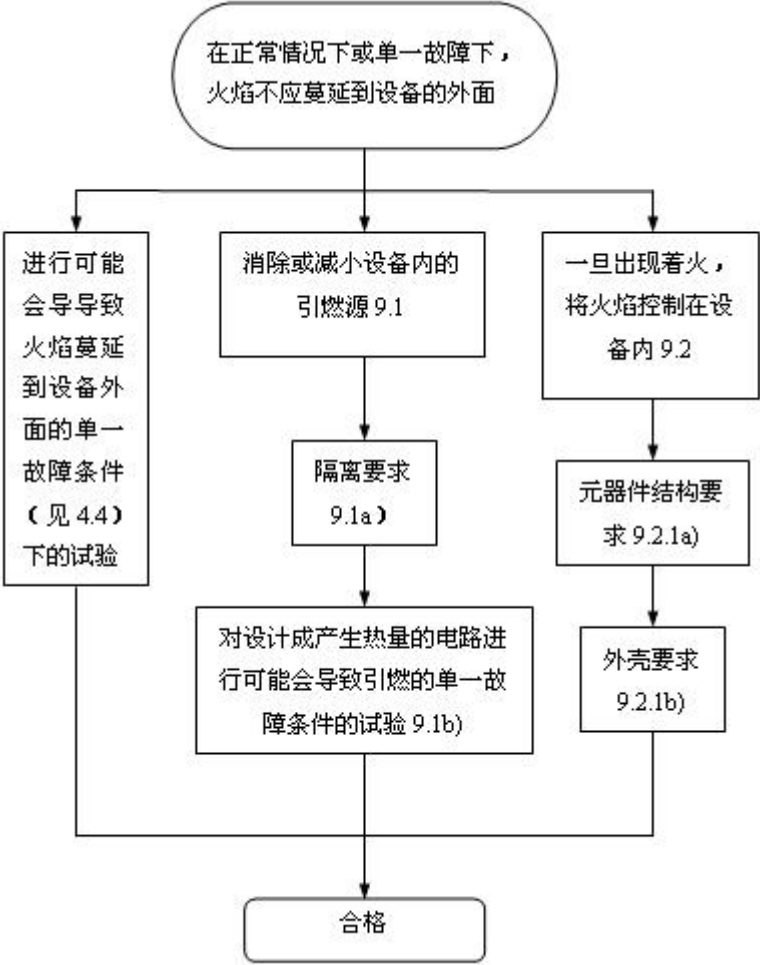 在正常情况下或单一故障下，
火焰不应蔓延到设备的外面
进行可能
会导导致
火焰蔓延
到设备外
面的单一
故障条件
（见 4.4）
下的试验
消除或减小设备内的
引燃源 9.1
隔离要求
9.1a）
对设计成产生热量的电路进
行可能会导致引燃的单一故
障条件的试验 9.1b)
一旦出现着火，
将火焰控制在设
备内 9.2
元器件结构要
求 9.2.1a)
外壳要求
9.2.1b)
合格